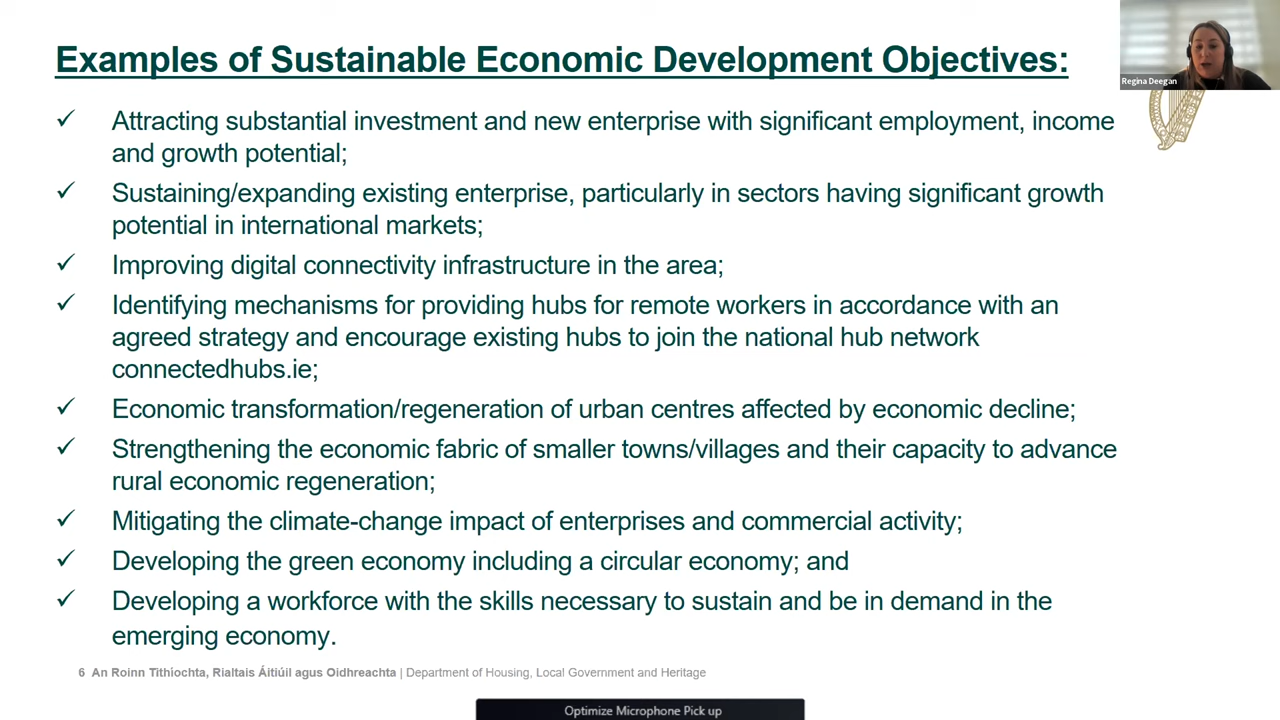 Examples of Sustainable Economic Development Objectives:
Regina Deegan
✓ Attracting substantial investment and new enterprise with significant employment, income
and growth potential;
✓ Sustaining/expanding existing enterprise, particularly in sectors having significant growth
potential in international markets;
✓ Improving digital connectivity infrastructure in the area;
✓ Identifying mechanisms for providing hubs for remote workers in accordance with an
agreed strategy and encourage existing hubs to join the national hub network
connectedhubs.ie;
✓ Economic transformation/regeneration of urban centres affected by economic decline;
✓ Strengthening the economic fabric of smaller towns/villages and their capacity to advance
rural economic regeneration;
✓ Mitigating the climate-change impact of enterprises and commercial activity;
✓ Developing the green economy including a circular economy; and
✓ Developing a workforce with the skills necessary to sustain and be in demand in the
emerging economy.
6 An Roinn Tithíochta, Rialtais Áitiúil agus Oidhreachta | Department of Housing, Local Government and Heritage
Optimize Microphone Pick up